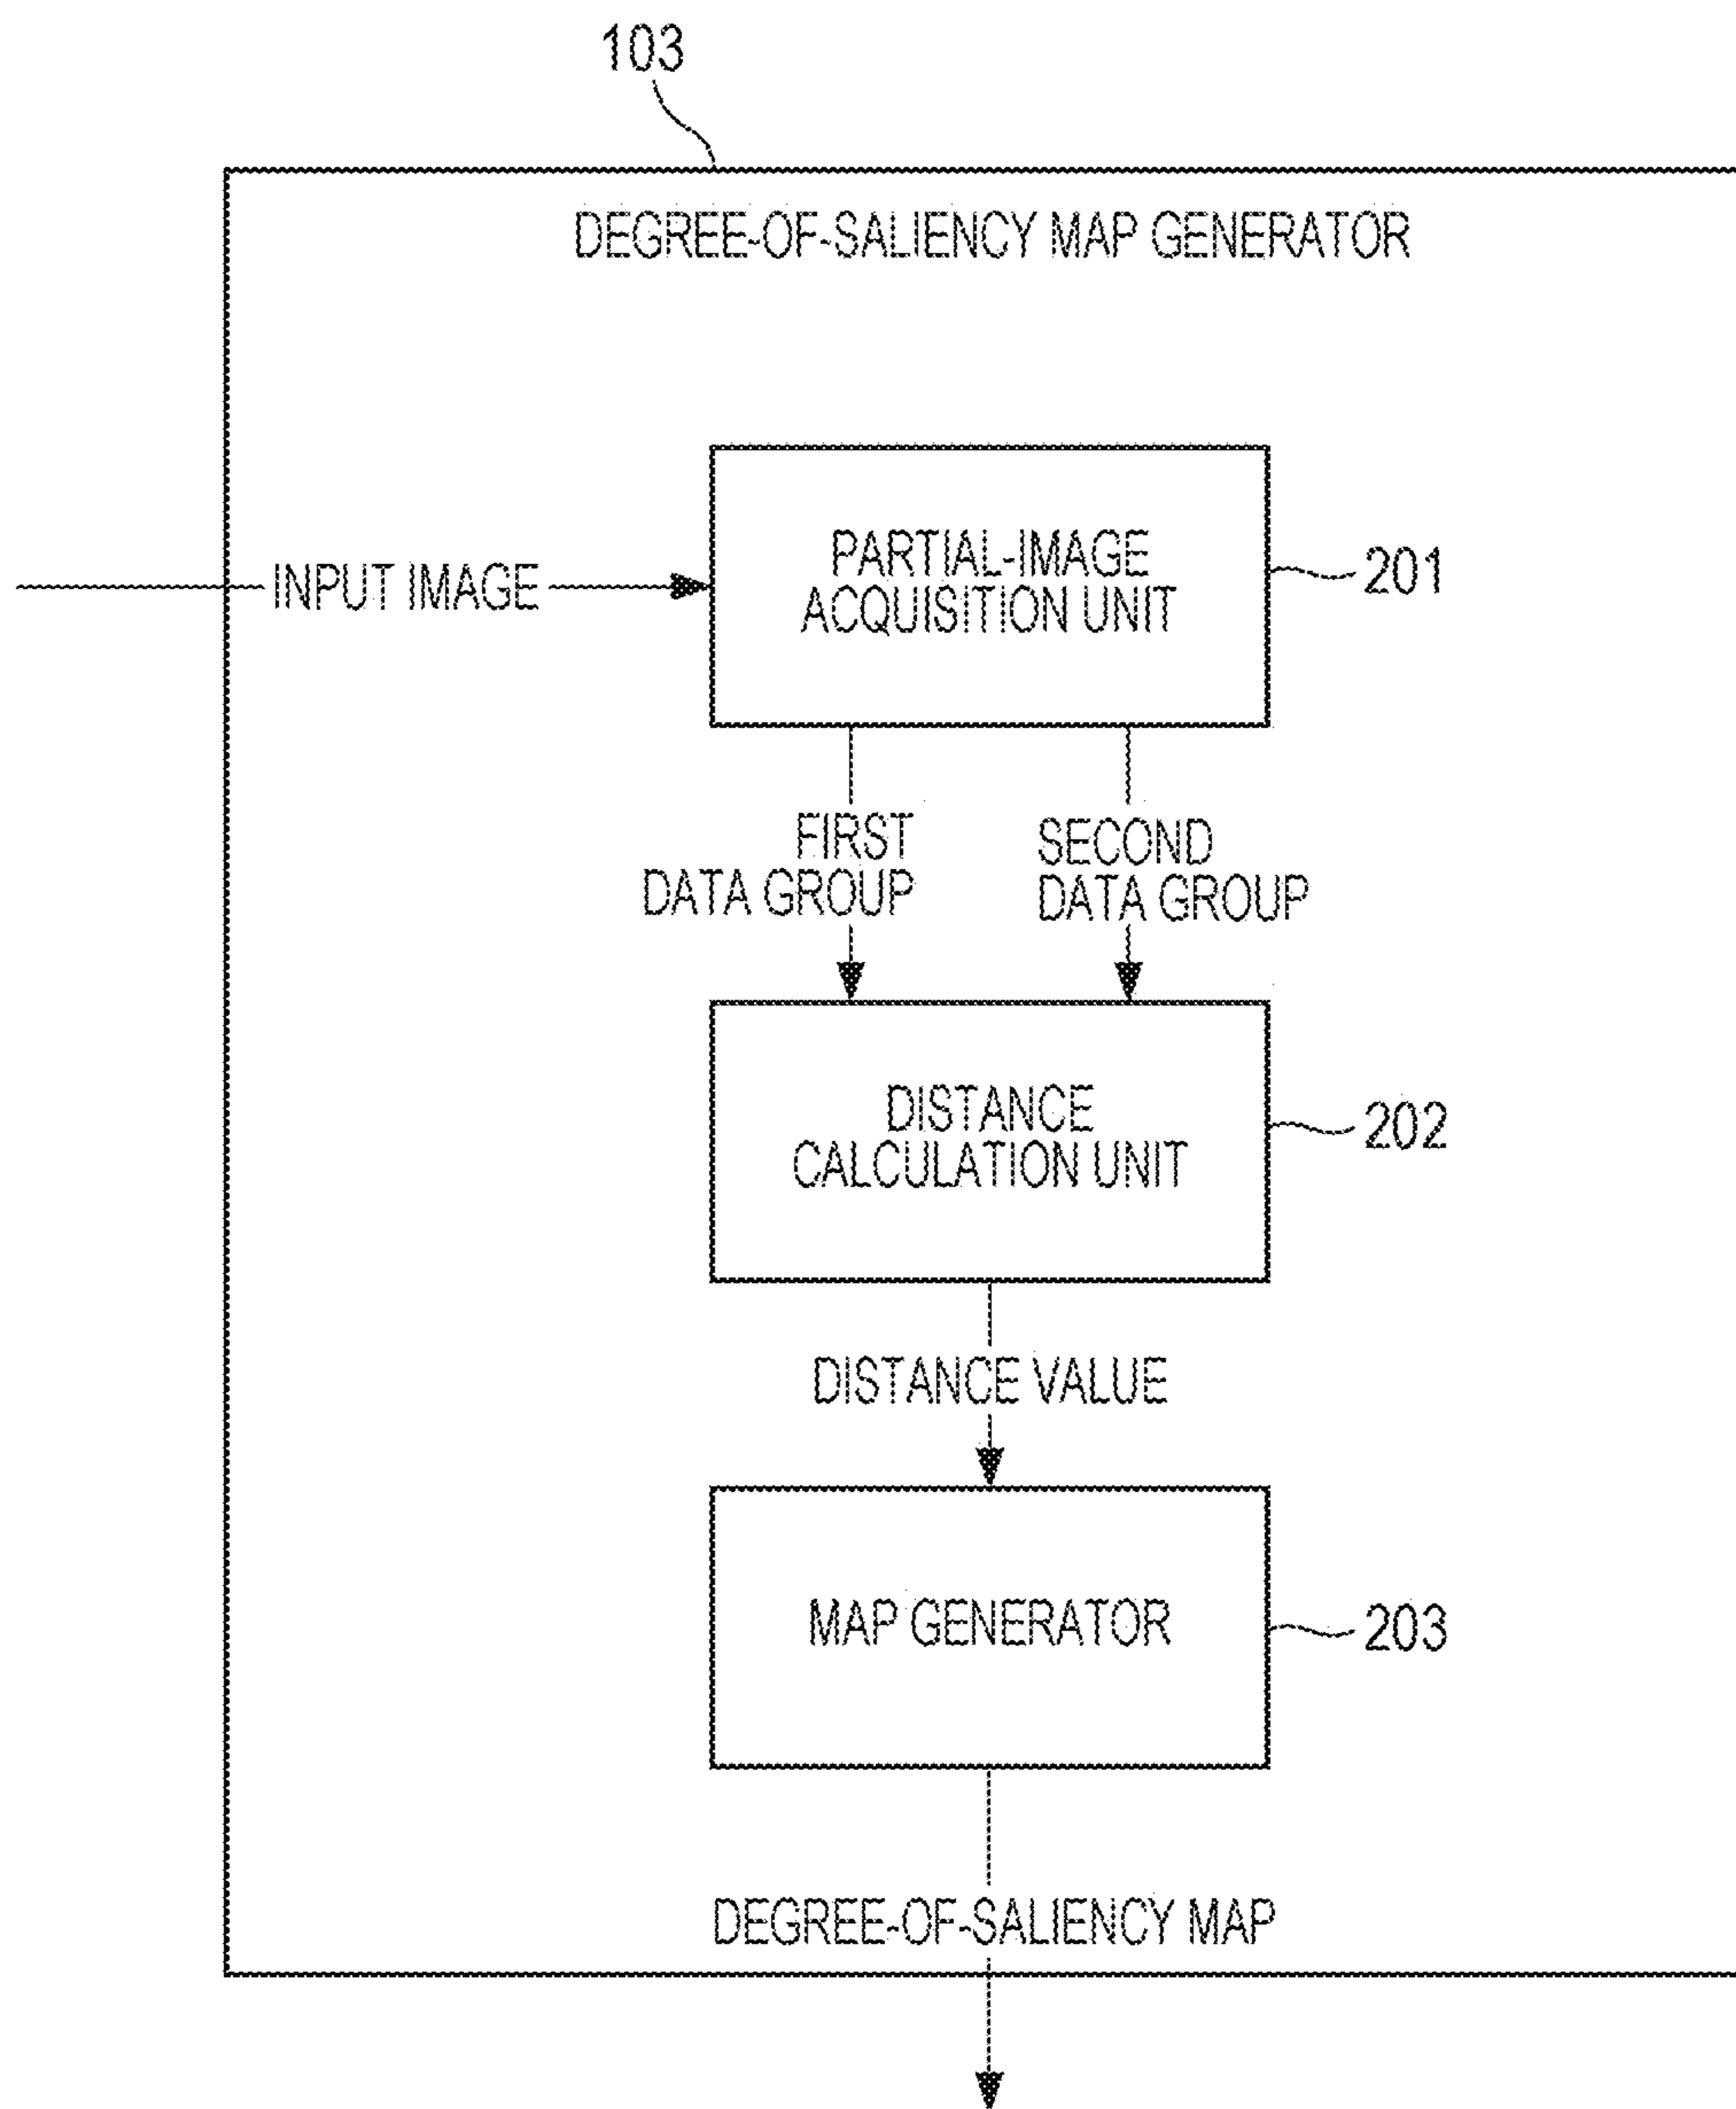 103
DEGREE-OF-SALIENCY MAP GENERATOR
INPUT IMAGE
PARTIAL-IMAGE
ACQUISITION UNIT
201
FIRST
DATA GROUP
SECOND
DATA GROUP
DISTANCE
CALCULATION UNIT
202
DISTANCE VALUE
MAP GENERATOR
203
DEGREE-OF-SALIENCY MAP